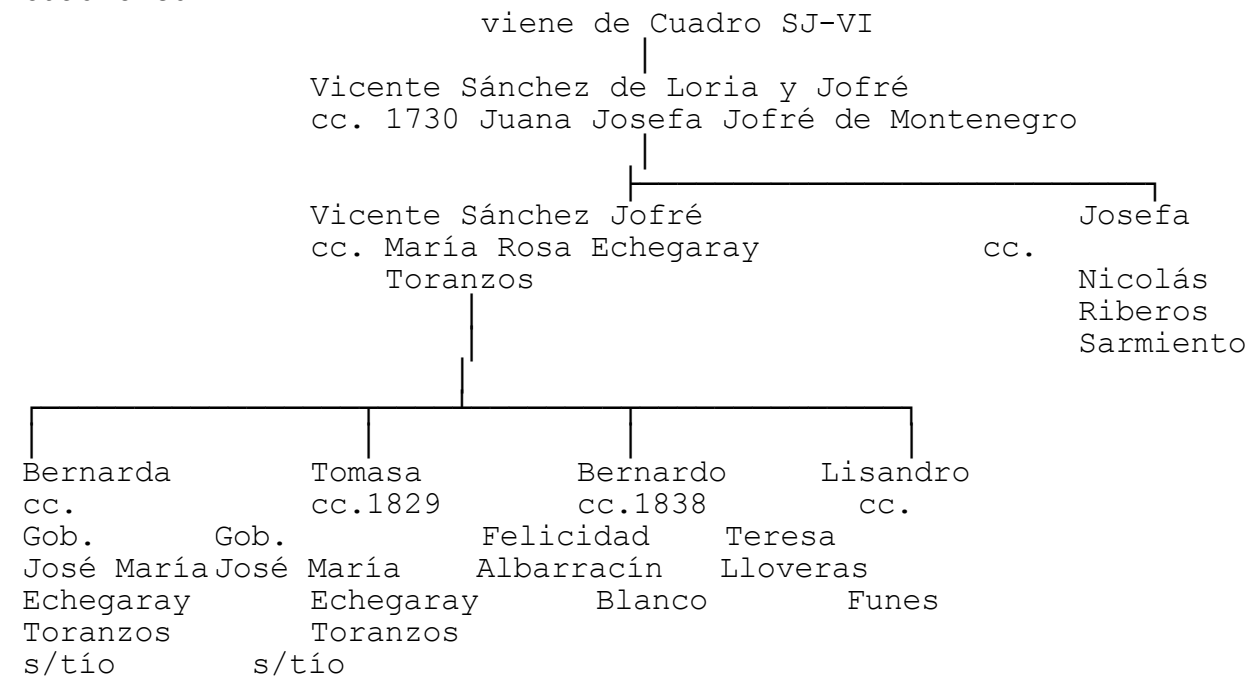 viene de Cuadro SJ-VI
Vicente Sánchez de Loria y Jofré
cc. 1730 Juana Josefa Jofré de Montenegro
Vicente Sánchez Jofré Josefa
cc. María Rosa Echegaray cc.
Toranzos Nicolás
Riberos
Sarmiento
Bernarda Tomasa Bernardo Lisandro
cc. cc.1829 cc.1838 cc.
Gob. Gob. Felicidad Teresa
José María José María Albarracín Lloveras
Echegaray Echegaray Blanco Funes
Toranzos Toranzos
s/tío s/tío